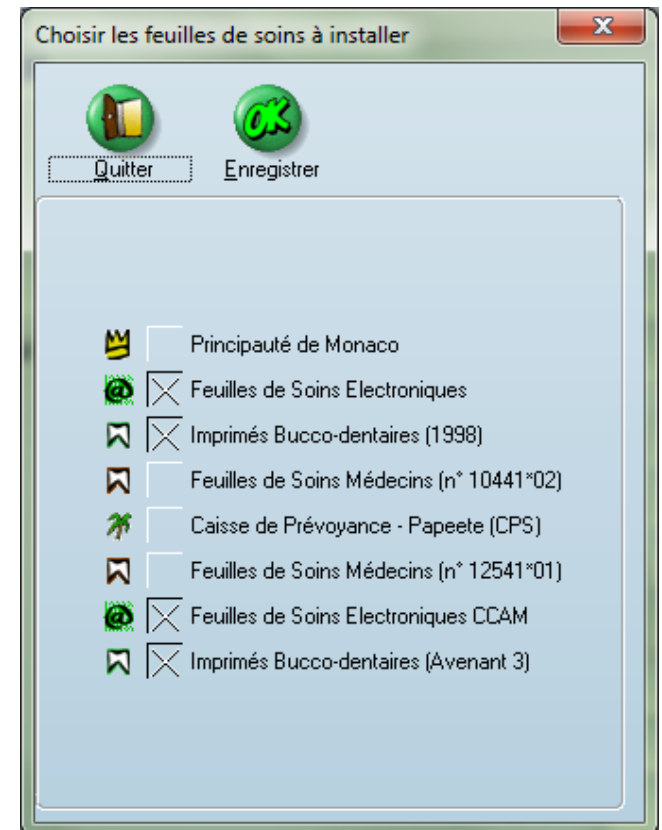 Choisir les feuilles de soins à installer
OK
Quitter
Enregistrer
Principauté de Monaco
Feuilles de Soins Electroniques
Imprimés Bucco-dentaires (1998)
Feuilles de Soins Médecins (n° 10441*02)
Caisse de Prévoyance - Papeete (CPS)
Feuilles de Soins Médecins (n° 12541*01)
Feuilles de Soins Electroniques CCAM
Imprimés Bucco-dentaires (Avenant 3)